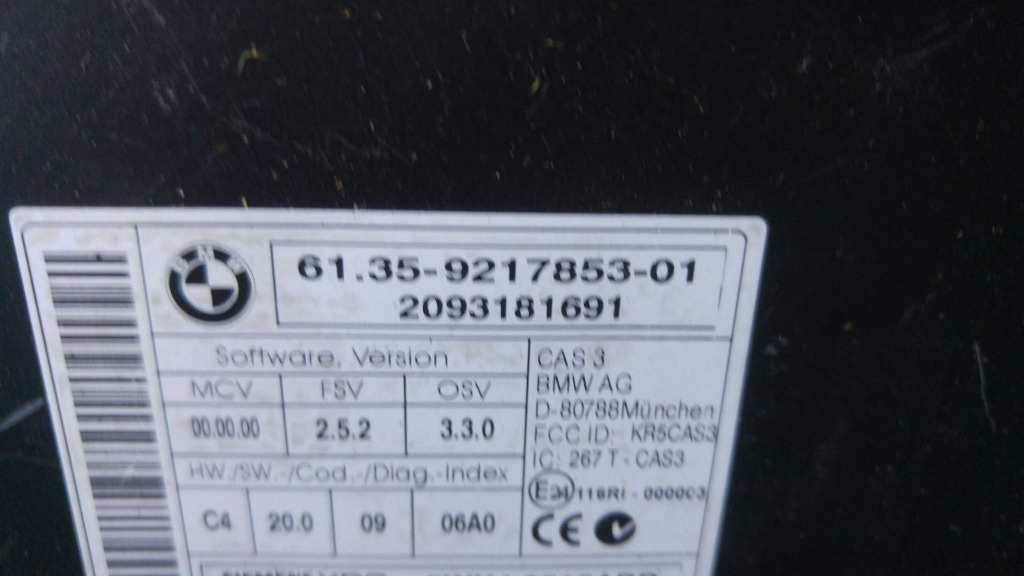 BMW
61.35-9217853-01
2093181691
Software, Version
MCV FSV OSV
00.00.00 2.5.2 3.3.0
HW./SW.-/Cod.-/Diag.-Index
C4 20.0 09 06A0
CAS 3
BMW AG
D-80788München
FCC ID: KR5CAS3
IC: 267 T - CAS3
116RI - 000003
CE